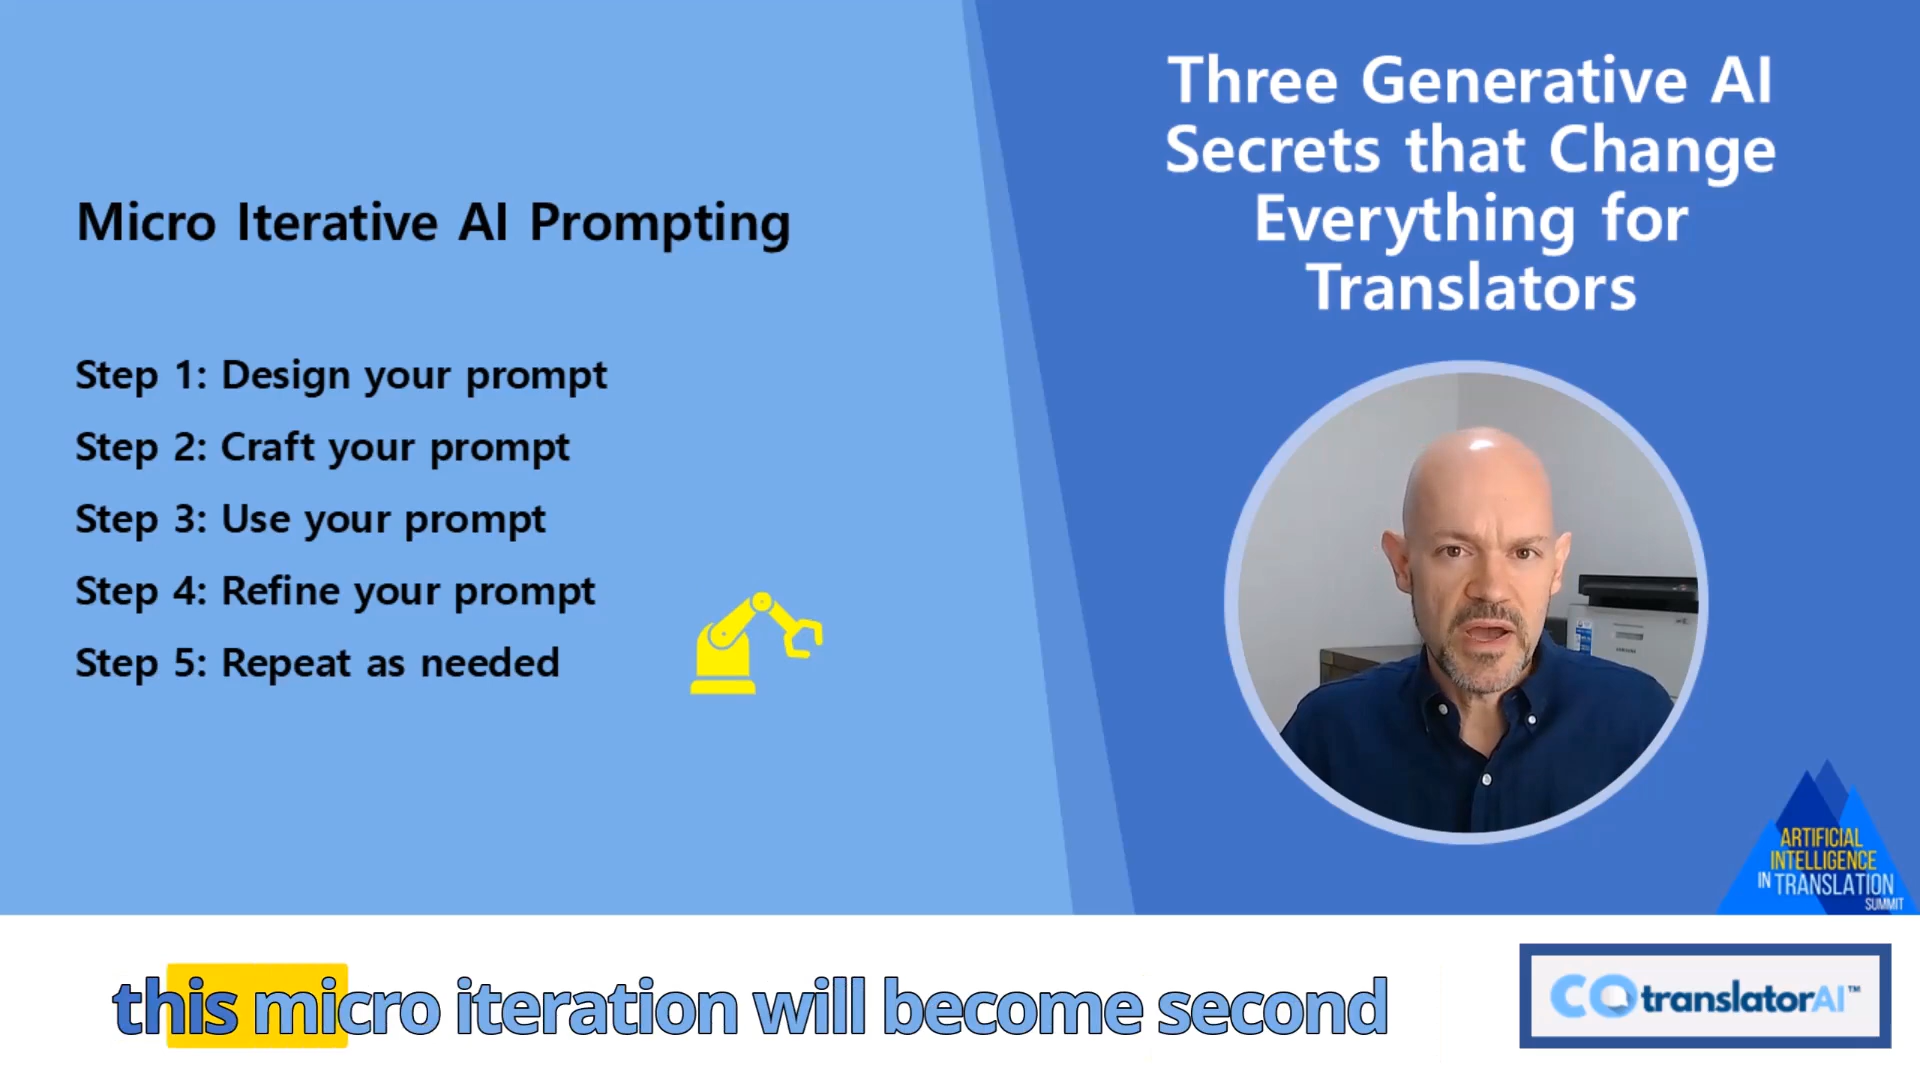 Micro Iterative AI Prompting
Step 1: Design your prompt
Step 2: Craft your prompt
Step 3: Use your prompt
Step 4: Refine your prompt
Step 5: Repeat as needed
Three Generative AI
Secrets that Change
Everything for
Translators
ARTIFICIAL
INTELLIGENCE
IN TRANSLATION
SUMMIT
this micro iteration will become second
COtranslatorAI™